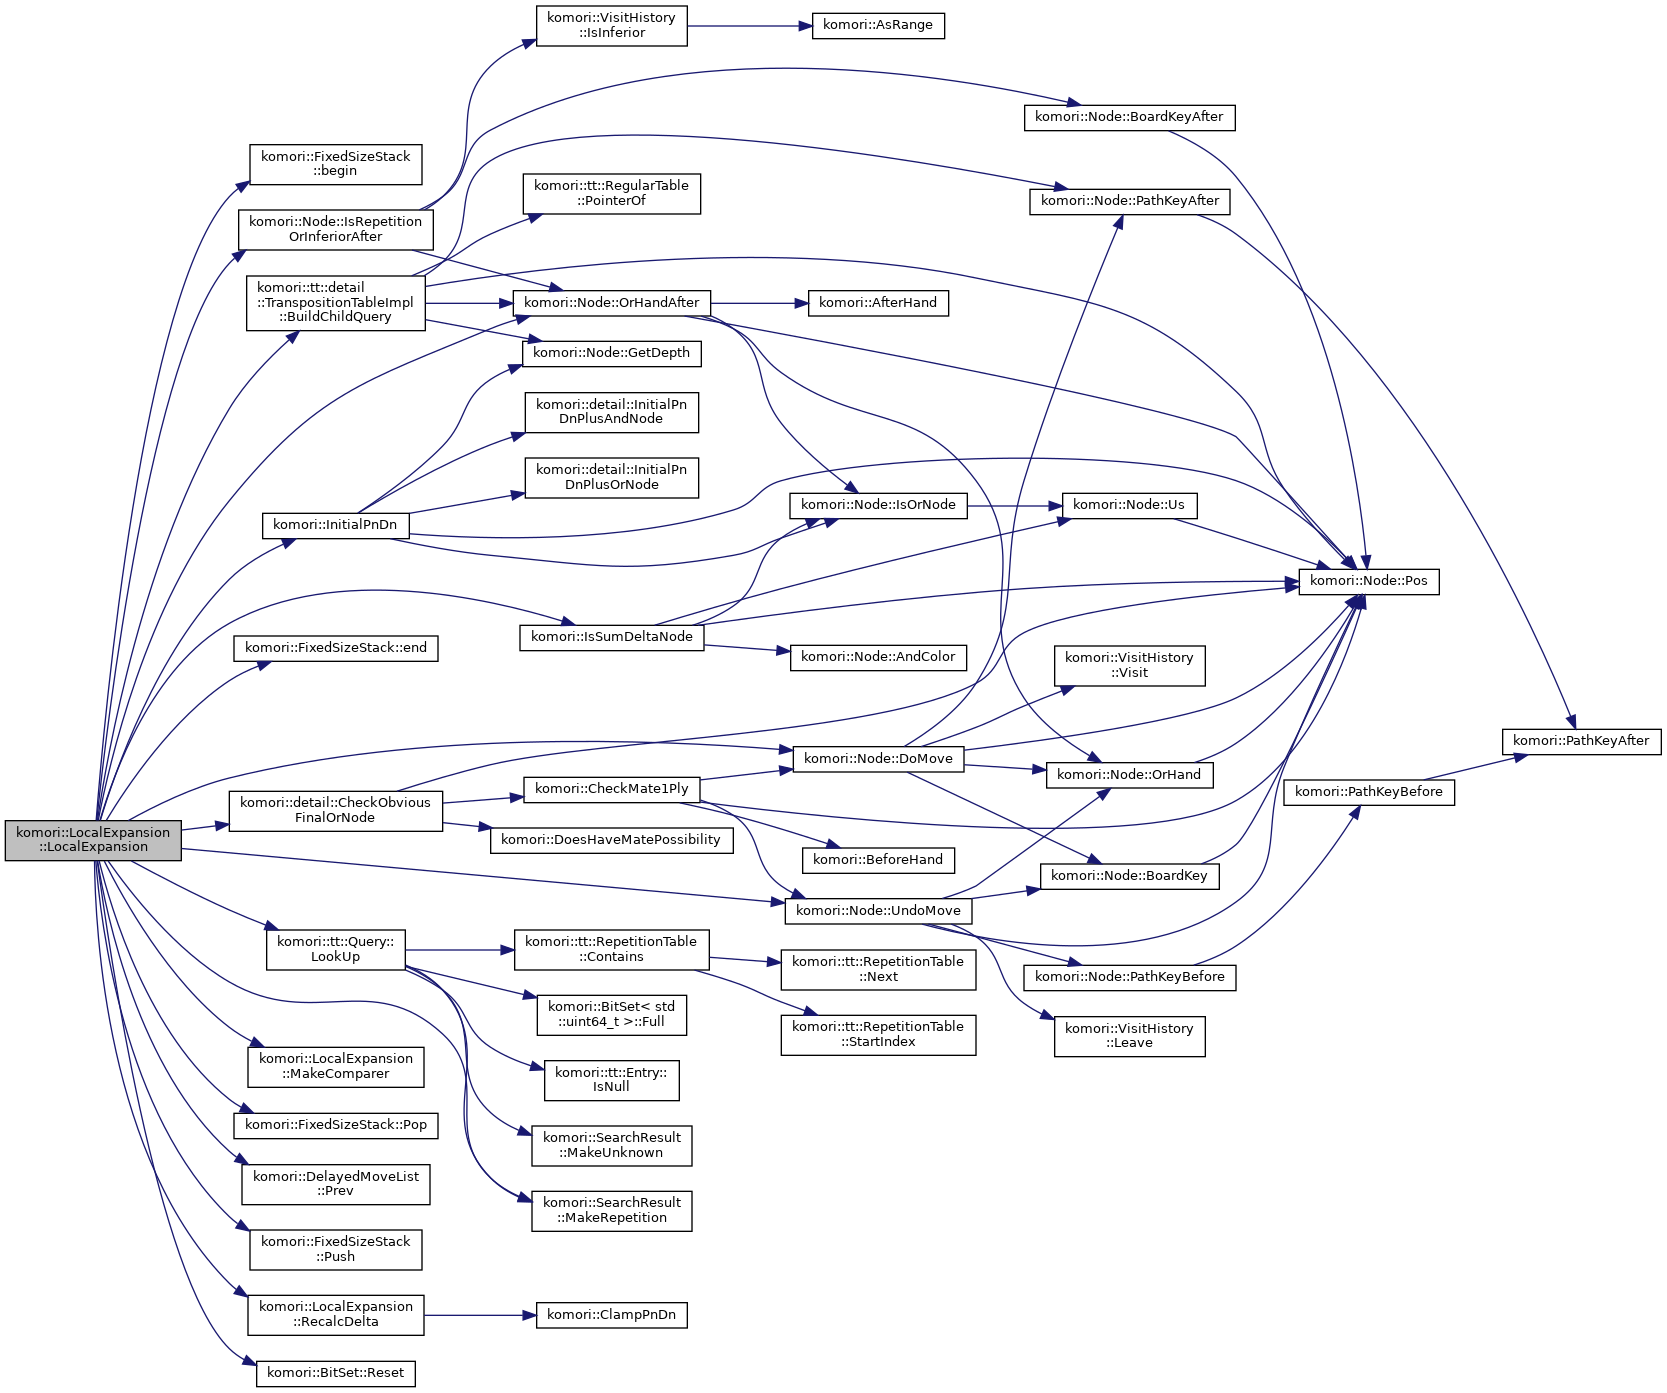 komori::VisitHistory
::IsInferior
komori::AsRange
komori::Node::BoardKeyAfter
komori::FixedSizeStack
::begin
komori::tt::RegularTable
::PointerOf
komori::Node::PathKeyAfter
komori::Node::IsRepetition
OrInferiorAfter
komori::tt::detail
::TranspositionTableImpl
::BuildChildQuery
komori::Node::OrHandAfter
komori::AfterHand
komori::Node::GetDepth
komori::detail::InitialPn
DnPlusAndNode
komori::detail::InitialPn
DnPlusOrNode
komori::Node::IsOrNode
komori::Node::Us
komori::InitialPnDn
komori::Node::Pos
komori::IsSumDeltaNode
komori::FixedSizeStack::end
komori::Node::AndColor
komori::VisitHistory
::Visit
komori::PathKeyAfter
komori::Node::DoMove
komori::Node::OrHand
komori::CheckMate1Ply
komori::PathKeyBefore
komori::detail::CheckObvious
FinalOrNode
komori::LocalExpansion
::LocalExpansion
komori::DoesHaveMatePossibility
komori::BeforeHand
komori::Node::BoardKey
komori::Node::UndoMove
komori::tt::Query::
LookUp
komori::tt::RepetitionTable
::Contains
komori::tt::RepetitionTable
::Next
komori::Node::PathKeyBefore
komori::BitSet< std
::uint64_t >::Full
komori::tt::RepetitionTable
::StartIndex
komori::VisitHistory
::Leave
komori::LocalExpansion
::MakeComparer
komori::tt::Entry::
IsNull
komori::FixedSizeStack::Pop
komori::SearchResult
::MakeUnknown
komori::DelayedMoveList
::Prev
komori::SearchResult
::MakeRepetition
komori::FixedSizeStack
::Push
komori::LocalExpansion
::RecalcDelta
komori::ClampPnDn
komori::BitSet::Reset